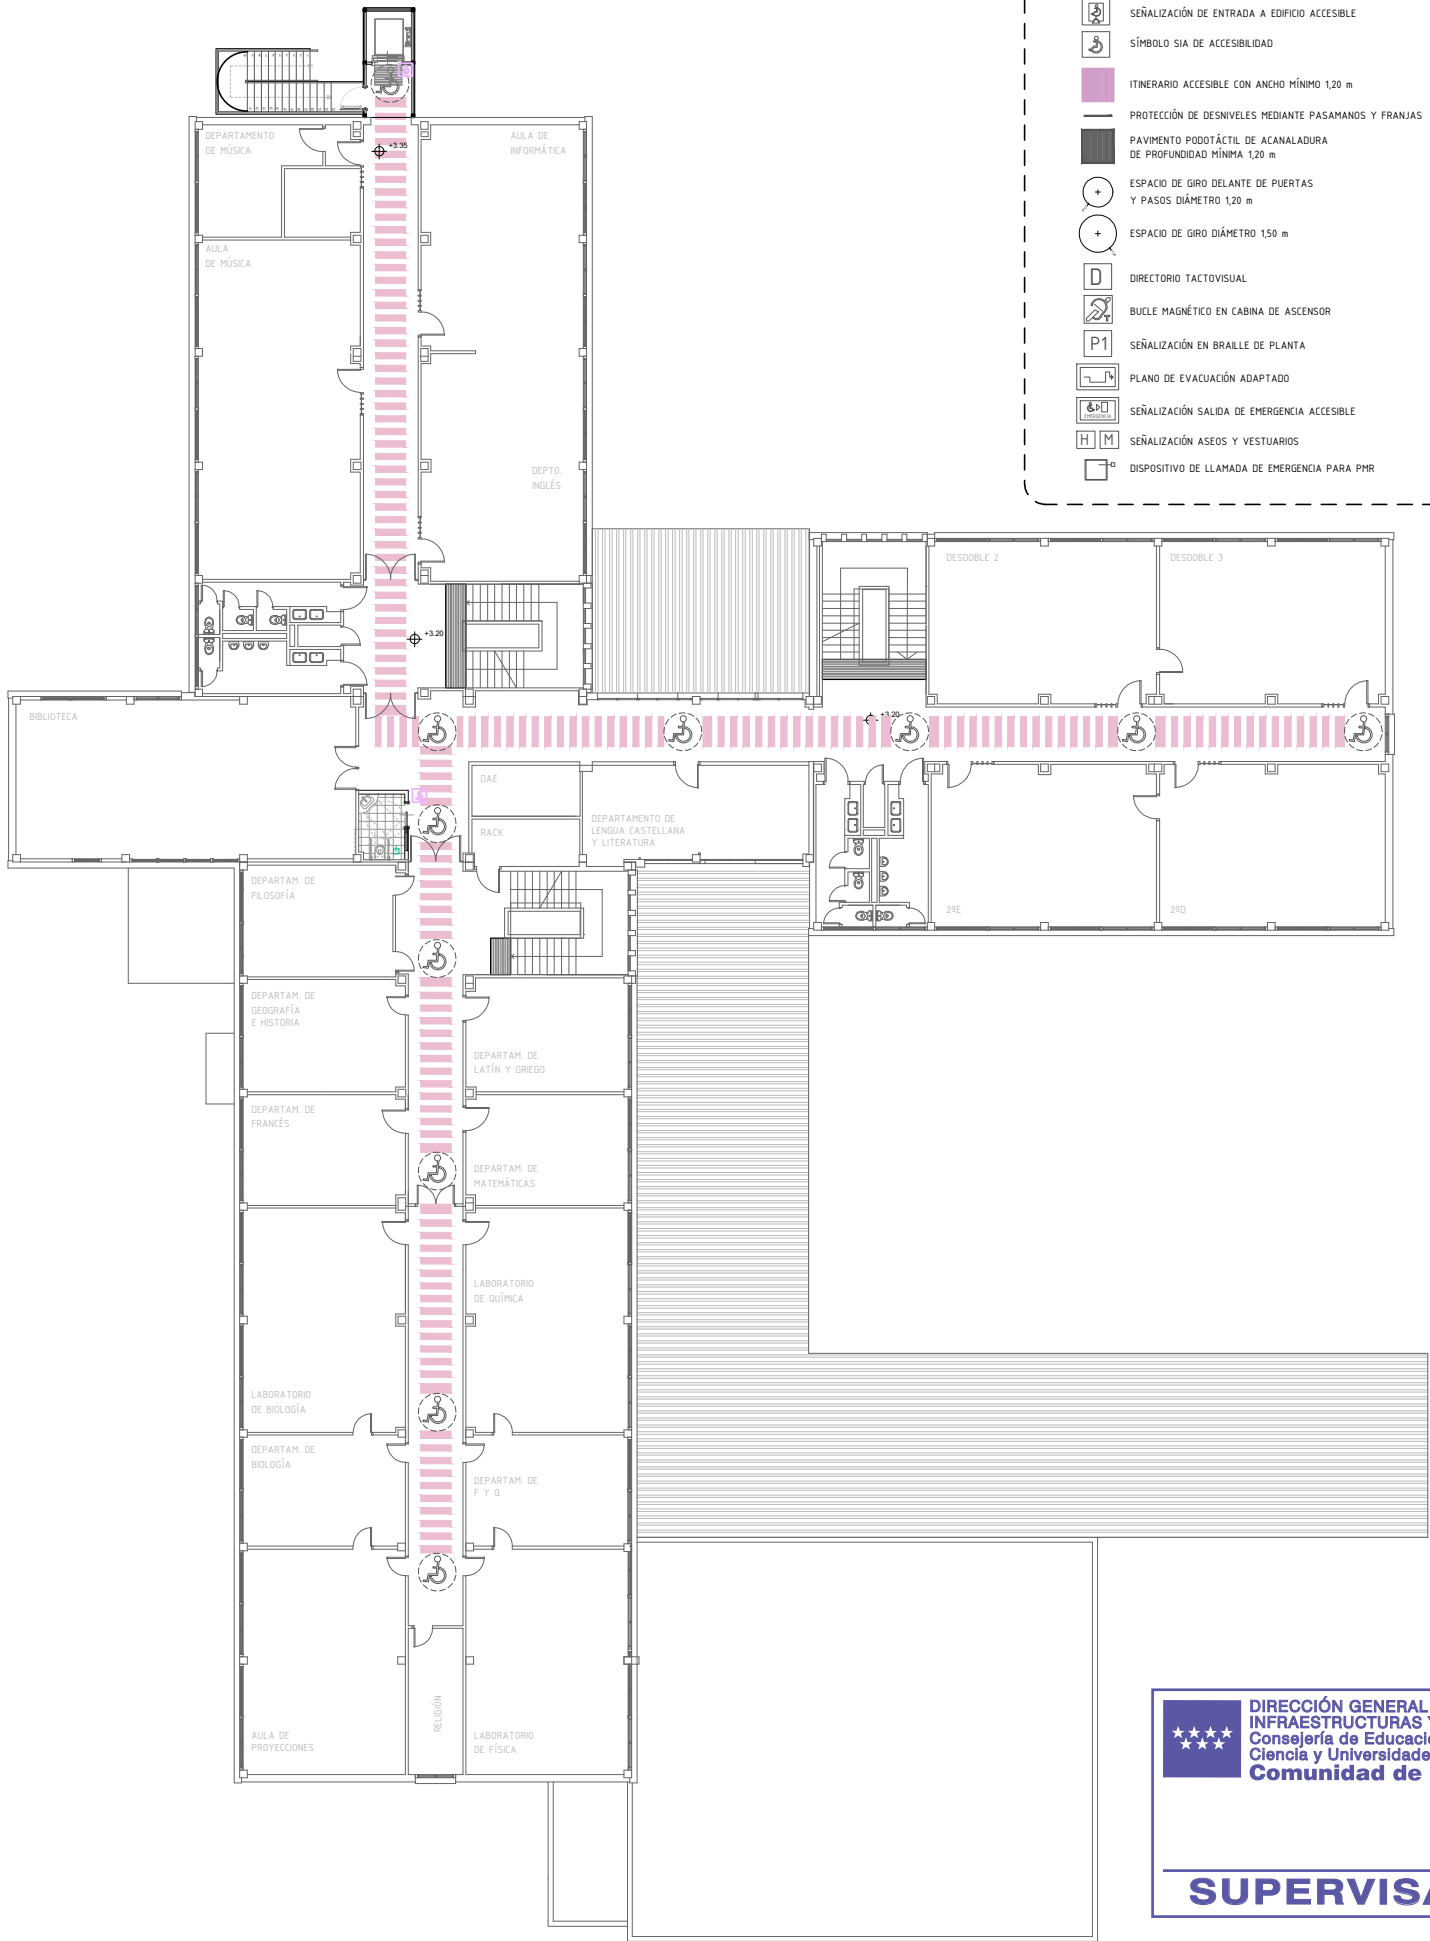 SEÑALIZACIÓN DE ENTRADA A EDIFICIO ACCESIBLE
SÍMBOLO SIA DE ACCESIBILIDAD
ITINERARIO ACCESIBLE CON ANCHO MÍNIMO 1,20 m
PROTECCIÓN DE DESNIVELES MEDIANTE PASAMANOS Y FRANJAS
PAVIMENTO PODOTÁCTIL DE ACANALADURA
DE PROFUNDIDAD MÍNIMA 1,20 m
ESPACIO DE GIRO DELANTE DE PUERTAS
Y PASOS DIÁMETRO 1,20 m
ESPACIO DE GIRO DIÁMETRO 1,50 m
D DIRECTORIO TACTOVISUAL
T BUCLE MAGNÉTICO EN CABINA DE ASCENSOR
P1 SEÑALIZACIÓN EN BRAILLE DE PLANTA
PLANO DE EVACUACIÓN ADAPTADO
EMERGENCIA SEÑALIZACIÓN SALIDA DE EMERGENCIA ACCESIBLE
H M SEÑALIZACIÓN ASEOS Y VESTUARIOS
DISPOSITIVO DE LLAMADA DE EMERGENCIA PARA PMR
DEPARTAMENTO
DE MÚSICA
+3.35
AULA DE
INFORMÁTICA
AULA
DE MÚSICA
DEPTO.
INGLÉS
+3.20
DESDOBLE 2
DESDOBLE 3
BIBLIOTECA
+3.20
DAE
RACK
DEPARTAMENTO DE
LENGUA CASTELLANA
Y LITERATURA
DEPARTAM. DE
FILOSOFÍA
2ºE
2ºD
DEPARTAM. DE
GEOGRAFÍA
E HISTORIA
DEPARTAM. DE
LATÍN Y GRIEGO
DEPARTAM. DE
FRANCÉS
DEPARTAM. DE
MATEMÁTICAS
LABORATORIO
DE QUÍMICA
LABORATORIO
DE BIOLOGÍA
DEPARTAM. DE
BIOLOGÍA
DEPARTAM. DE
F Y Q
RELIGIÓN
AULA DE
PROYECCIONES
LABORATORIO
DE FÍSICA
DIRECCIÓN GENERAL
INFRAESTRUCTURAS Y
Consejería de Educació
Ciencia y Universidade
Comunidad de
SUPERVISA